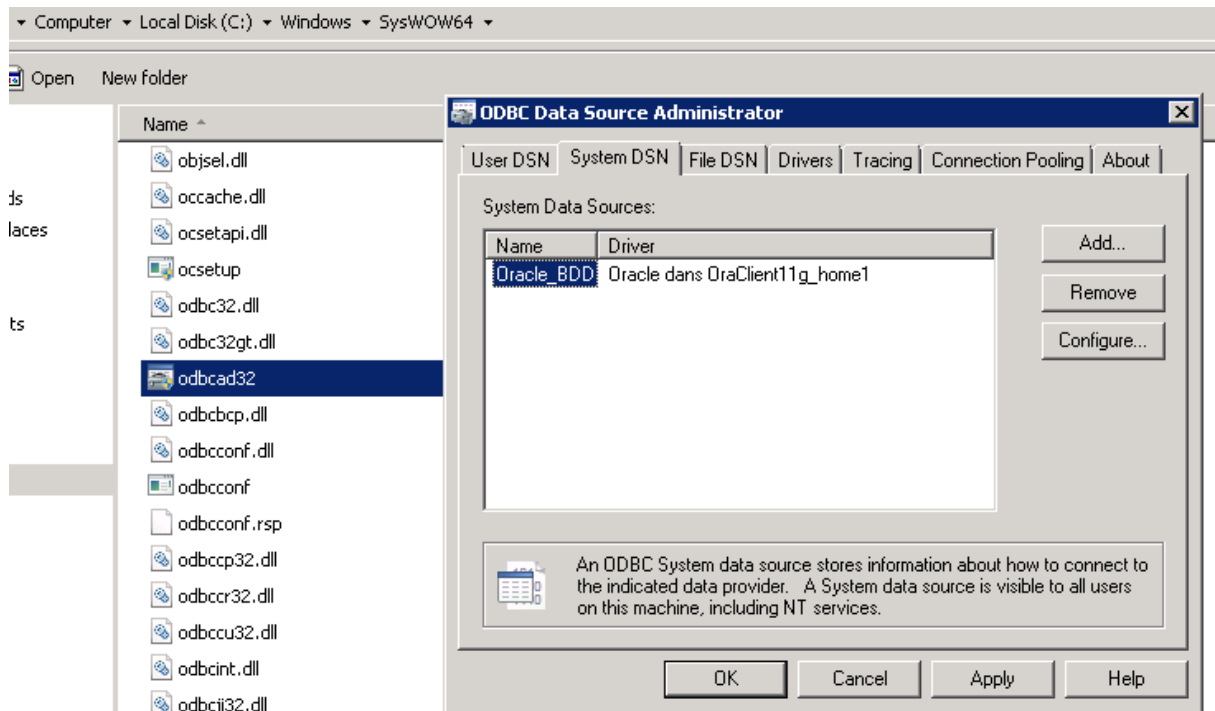 Computer Local Disk (C:) Windows SysWOW64
Open New folder
ODBC Data Source Administrator
Name
User DSN System DSN File DSN Drivers Tracing Connection Pooling About
objsel.dll
occache.dll
ocsetapi.dll
ocsetup
odbc32.dll
odbc32gt.dll
odbcad32
odbcbcp.dll
odbcconf.dll
odbcconf
odbcconf.rsp
odbccp32.dll
odbccr32.dll
odbccu32.dll
odbcint.dll
odbcji32.dll
ds
laces
ts
System Data Sources:
Name Driver
Oracle_BDD Oracle dans OraClient11g_home1
Add...
Remove
Configure...
An ODBC System data source stores information about how to connect to
the indicated data provider. A System data source is visible to all users
on this machine, including NT services.
OK Cancel Apply Help